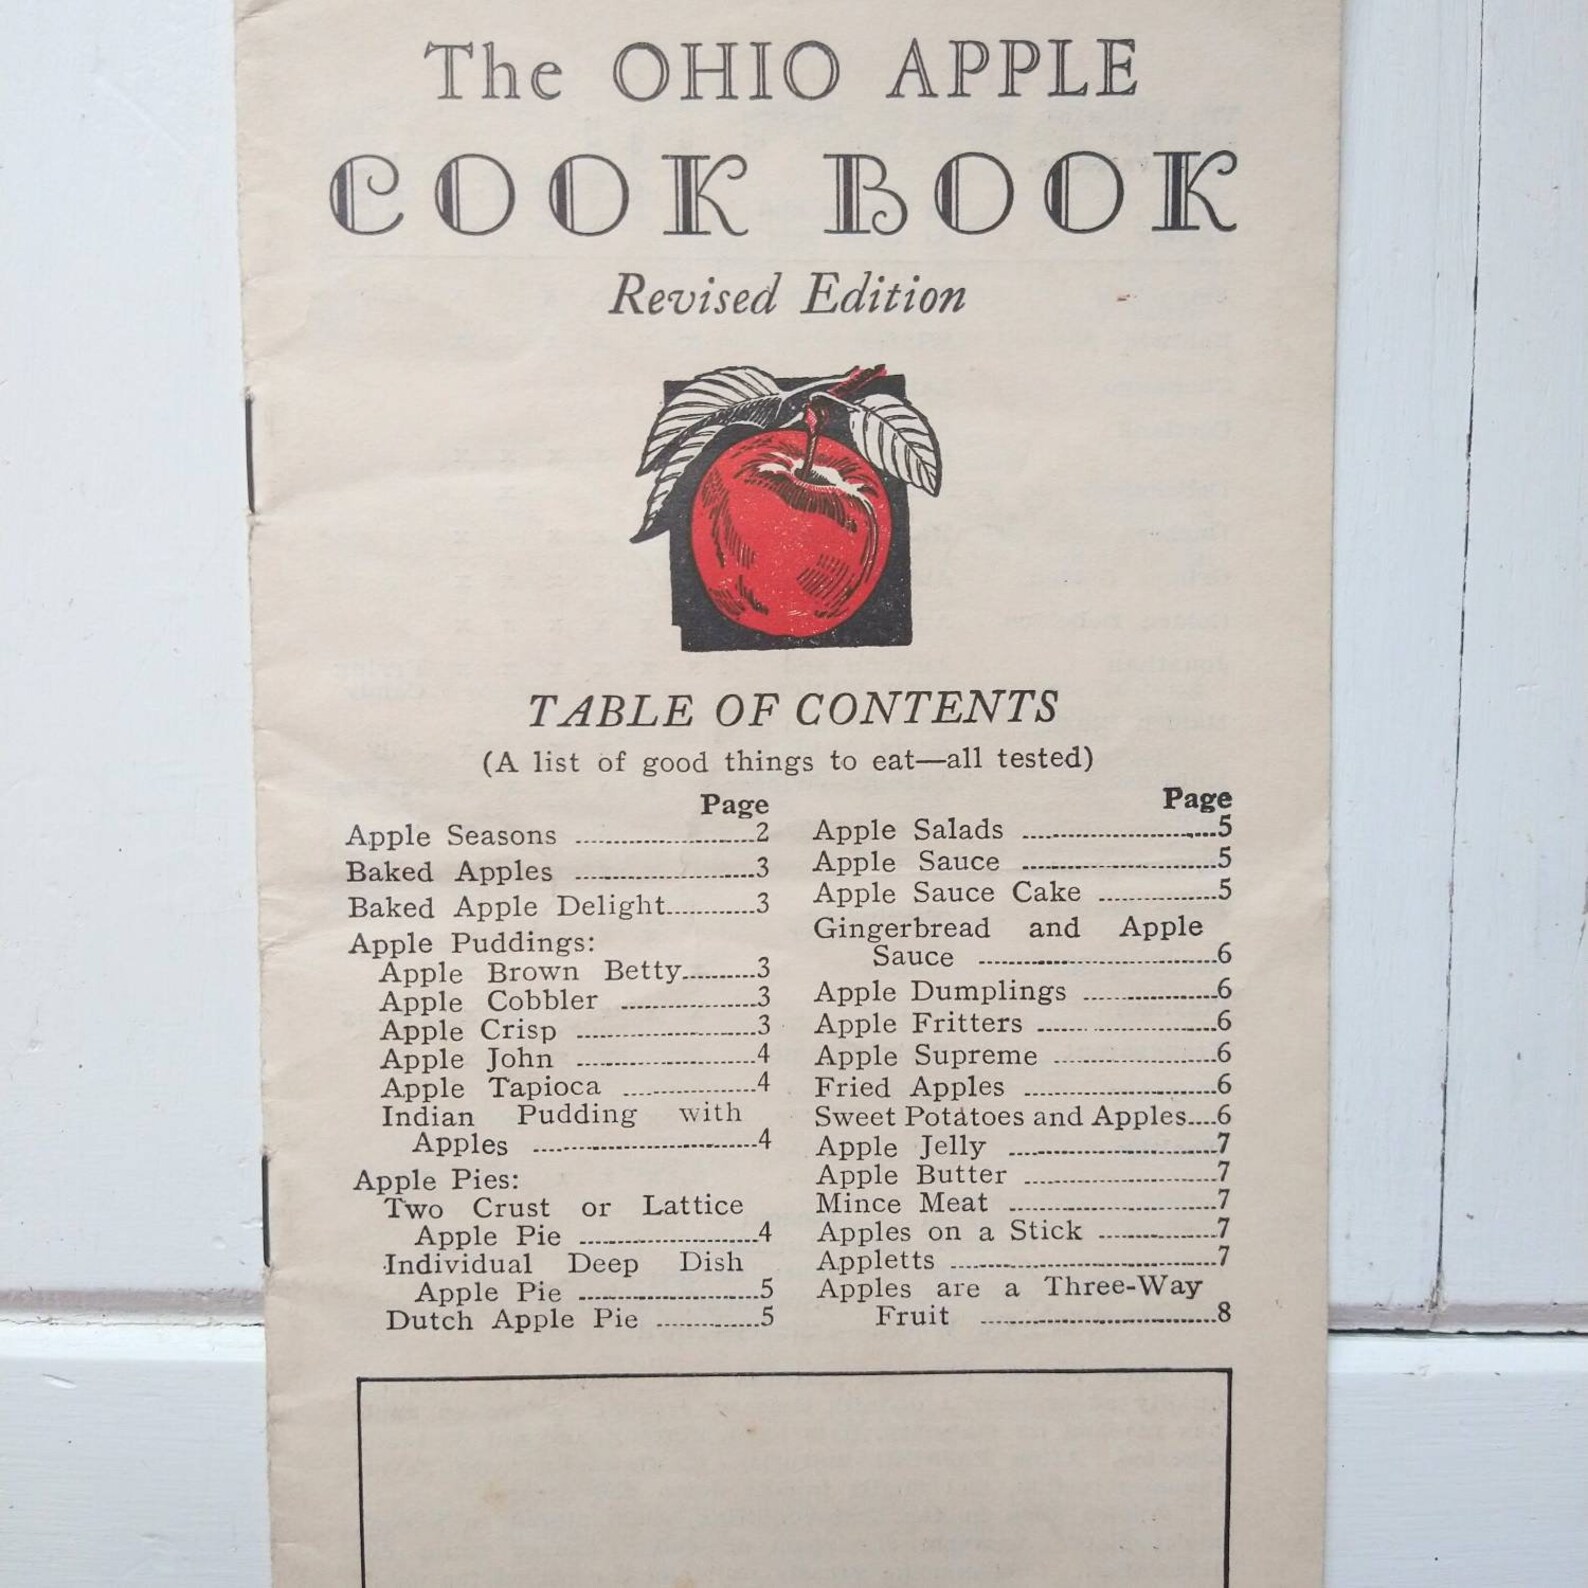 The OHIO APPLE
COOK BOOK
Revised Edition
TABLE OF CONTENTS
(A list of good things to eat—all tested)
Page
Apple Seasons ....................2
Baked Apples ....................3
Baked Apple Delight............3
Apple Puddings:
Apple Brown Betty..........3
Apple Cobbler ...............3
Apple Crisp ....................3
Apple John ....................4
Apple Tapioca ...............4
Indian Pudding with
Apples .........................4
Apple Pies:
Two Crust or Lattice
Apple Pie ....................4
Individual Deep Dish
Apple Pie ....................5
Dutch Apple Pie ............5
Page
Apple Salads ....................5
Apple Sauce ....................5
Apple Sauce Cake ............5
Gingerbread and Apple
Sauce .........................6
Apple Dumplings ..............6
Apple Fritters ..................6
Apple Supreme .................6
Fried Apples ....................6
Sweet Potatoes and Apples....6
Apple Jelly ......................7
Apple Butter ....................7
Mince Meat ......................7
Apples on a Stick ............7
Appletts ............................7
Apples are a Three-Way
Fruit .........................8